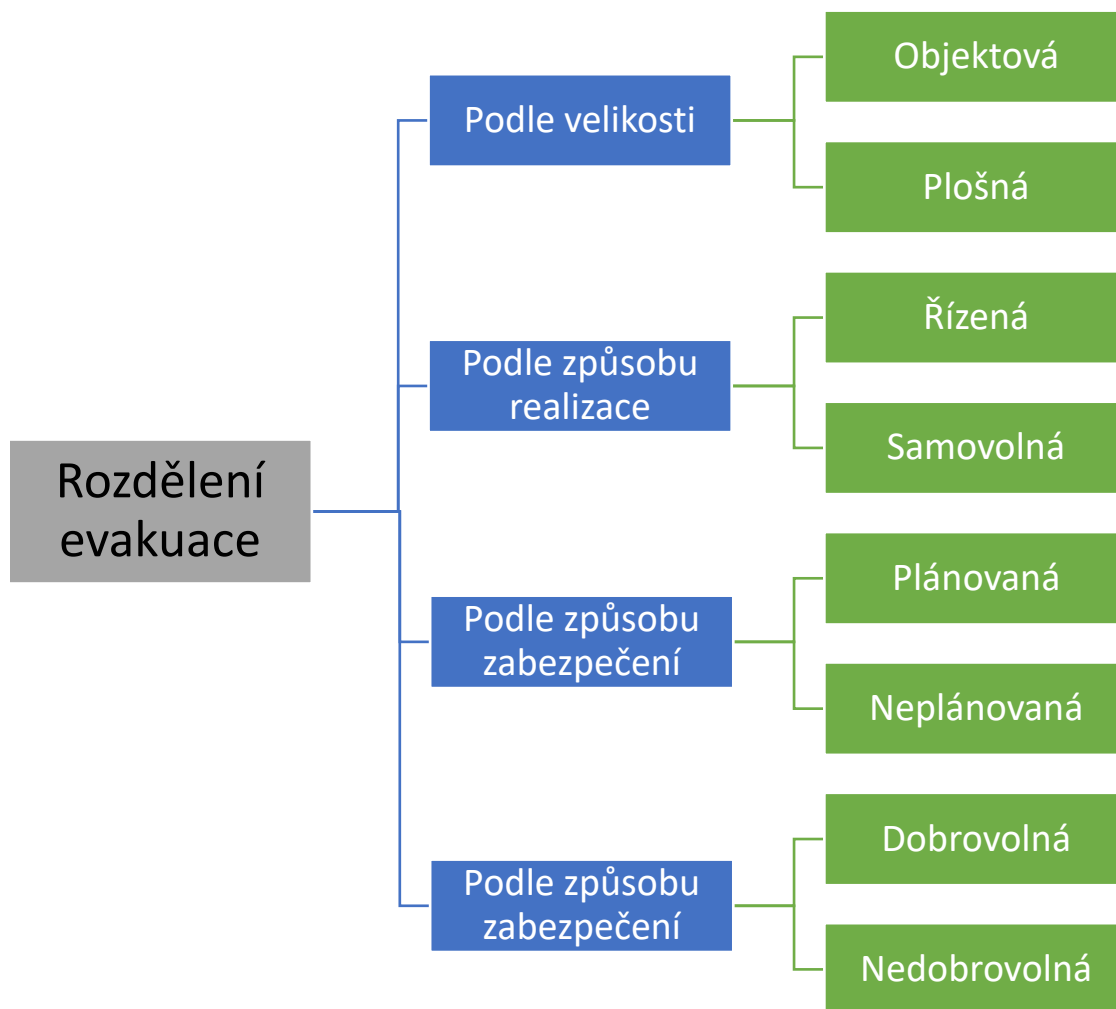 Rozdělení
evakuace
Podle velikosti
Objektová
Plošná
Podle způsobu
realizace
Řízená
Samovolná
Podle způsobu
zabezpečení
Plánovaná
Neplánovaná
Podle způsobu
zabezpečení
Dobrovolná
Nedobrovolná